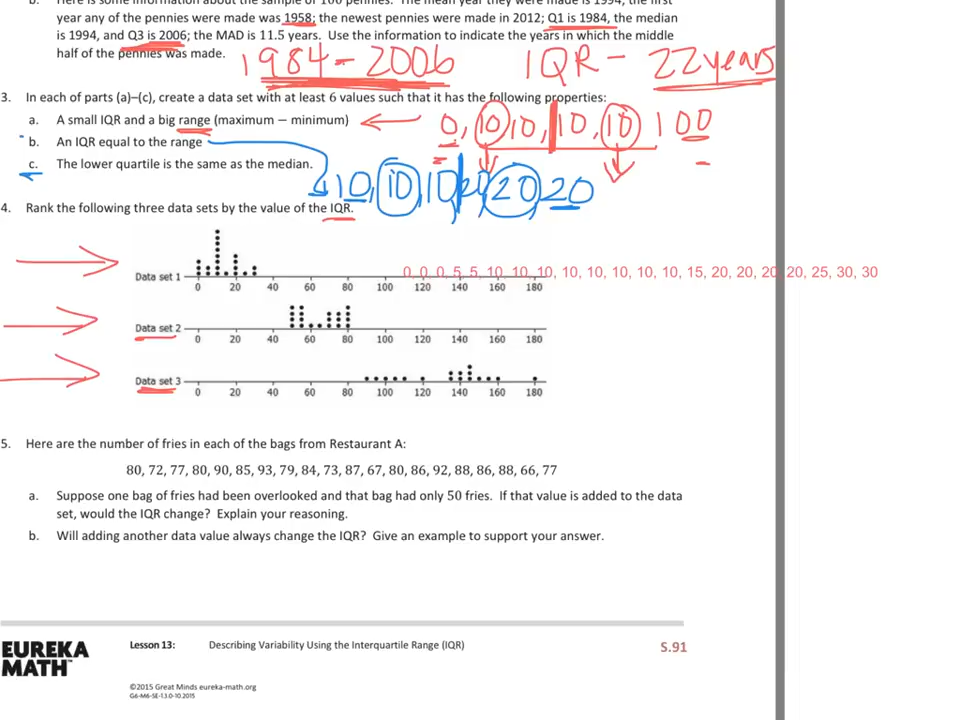 year any of the pennies were made was 1958; the newest pennies were made in 2012; Q1 is 1984, the median
is 1994, and Q3 is 2006; the MAD is 11.5 years. Use the information to indicate the years in which the middle
half of the pennies was made.
1984 - 2006 IQR - 22 years
3. In each of parts (a)–(c), create a data set with at least 6 values such that it has the following properties:
a. A small IQR and a big range (maximum − minimum)
0, 10, 10, 10, 10, 100
b. An IQR equal to the range
c. The lower quartile is the same as the median.
10, 10, 10, 20, 20, 20
4. Rank the following three data sets by the value of the IQR.
0, 0, 0, 5, 5, 10, 10, 10, 10, 10, 10, 10, 10, 15, 20, 20, 20, 20, 25, 30, 30
Data set 1
0 20 40 60 80 100 120 140 160 180
Data set 2
0 20 40 60 80 100 120 140 160 180
Data set 3
0 20 40 60 80 100 120 140 160 180
5. Here are the number of fries in each of the bags from Restaurant A:
80, 72, 77, 80, 90, 85, 93, 79, 84, 73, 87, 67, 80, 86, 92, 88, 86, 88, 66, 77
a. Suppose one bag of fries had been overlooked and that bag had only 50 fries. If that value is added to the data
set, would the IQR change? Explain your reasoning.
b. Will adding another data value always change the IQR? Give an example to support your answer.
EUREKA
MATH™
Lesson 13: Describing Variability Using the Interquartile Range (IQR)
S.91
©2015 Great Minds eureka-math.org
G6-M6-SE-1.3.0-10.2015